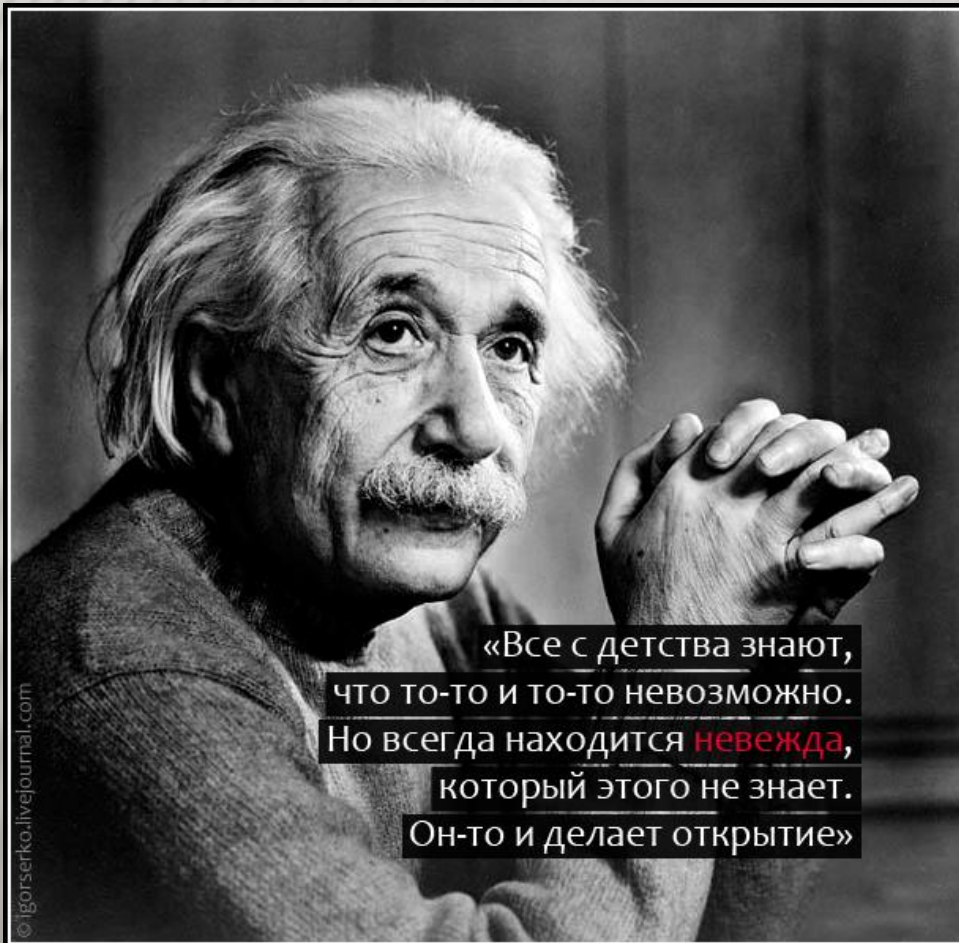 «Все с детства знают,
что то-то и то-то невозможно.
Но всегда находится невежда,
который этого не знает.
Он-то и делает открытие»
© igorserko.livejournal.com